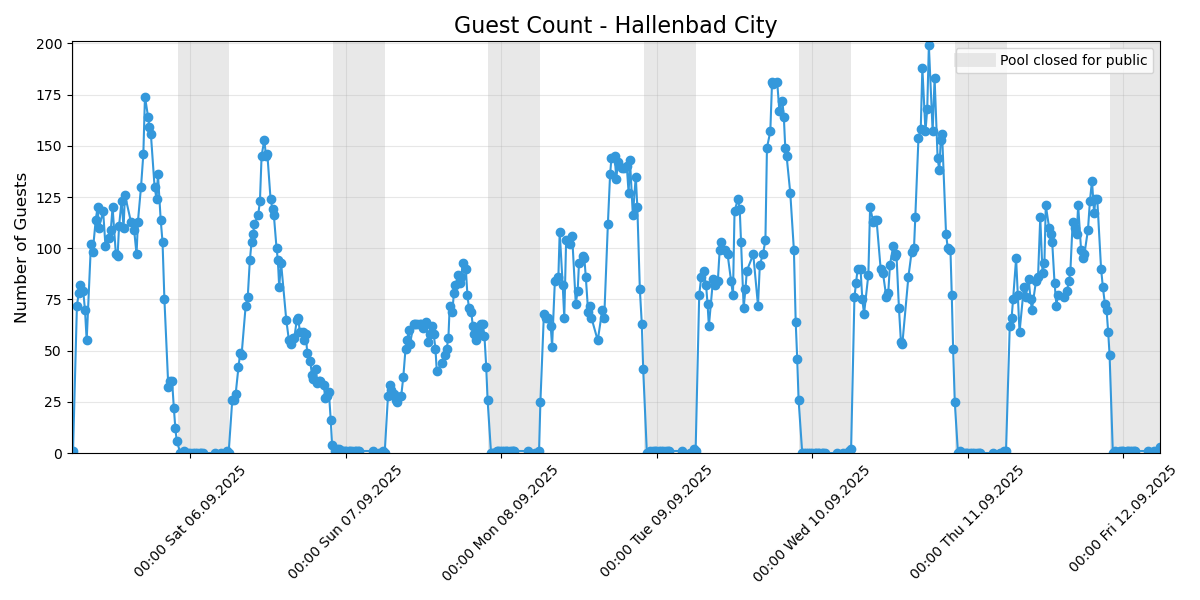 Guest Count - Hallenbad City
Number of Guests
200
175
150
125
100
75
50
25
0
Pool closed for public
00:00 Sat 06.09.2025
00:00 Sun 07.09.2025
00:00 Mon 08.09.2025
00:00 Tue 09.09.2025
00:00 Wed 10.09.2025
00:00 Thu 11.09.2025
00:00 Fri 12.09.2025